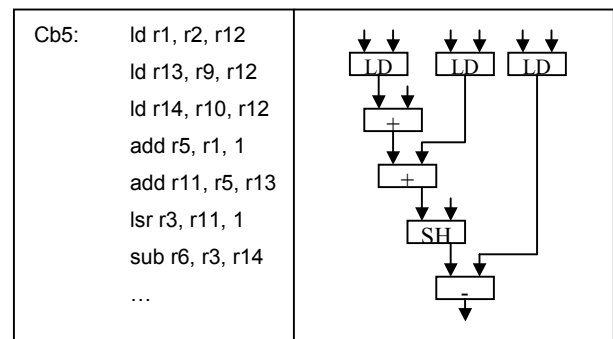 Cb5: ld r1, r2, r12
ld r13, r9, r12
ld r14, r10, r12
add r5, r1, 1
add r11, r5, r13
lsr r3, r11, 1
sub r6, r3, r14
…
LD LD LD
+
+
SH
-